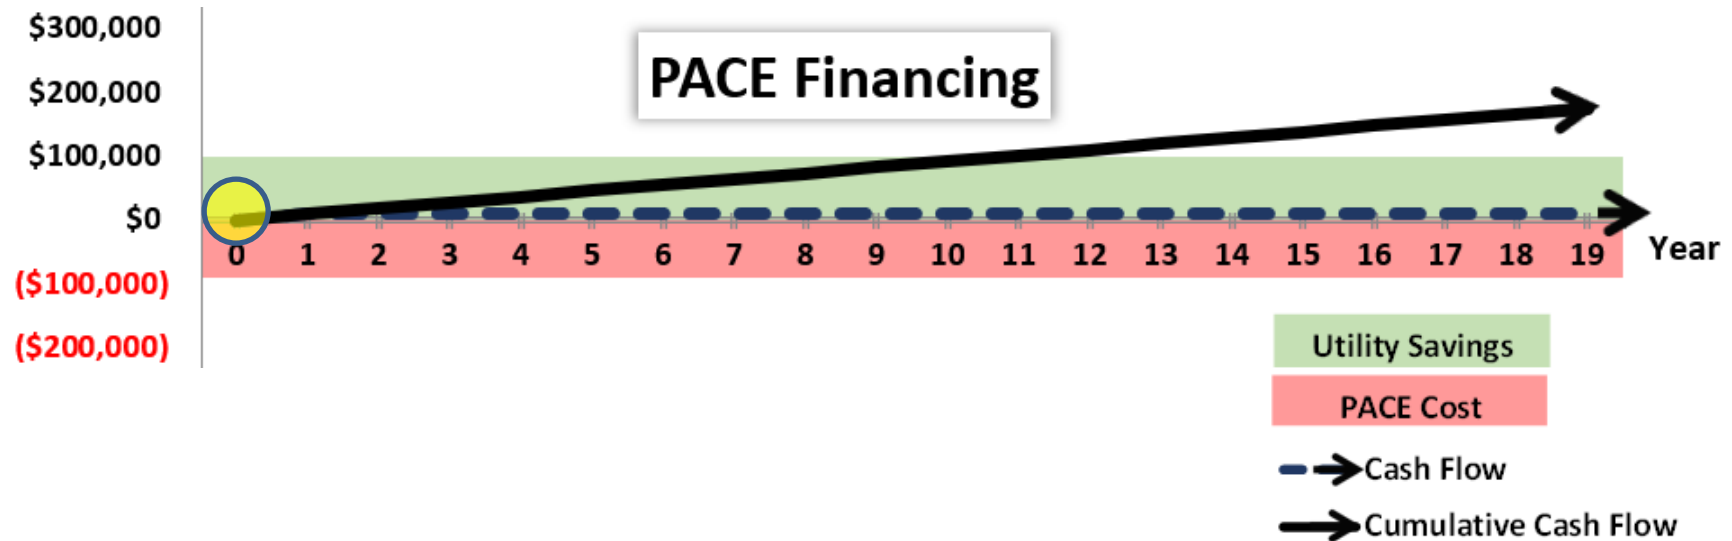 PACE Financing
$300,000
$200,000
$100,000
$0
($100,000)
($200,000)
0 1 2 3 4 5 6 7 8 9 10 11 12 13 14 15 16 17 18 19
Year
Utility Savings
PACE Cost
Cash Flow
Cumulative Cash Flow